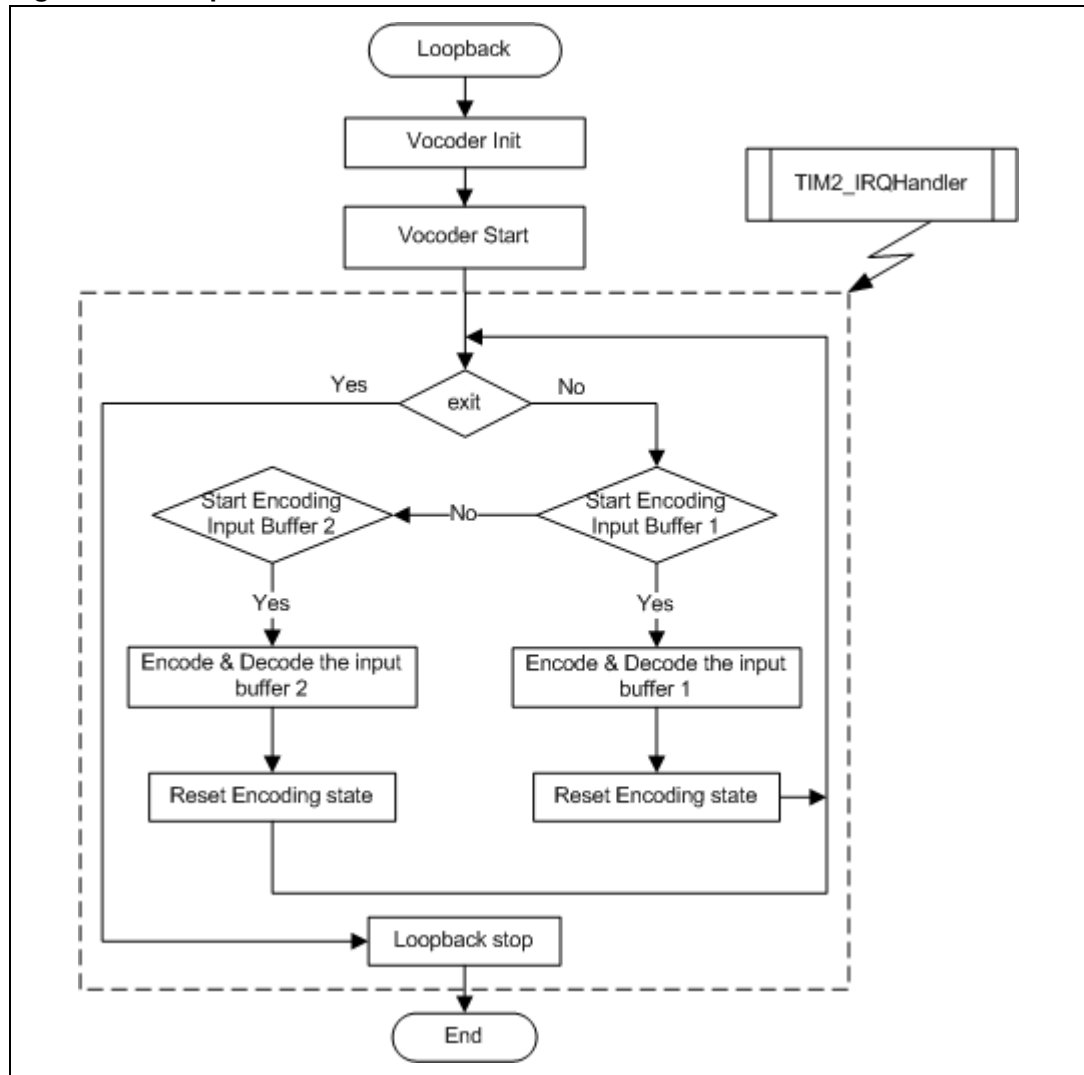 Loopback
Vocoder Init
TIM2_IRQHandler
Vocoder Start
Yes
No
exit
Start Encoding
Input Buffer 2
No
Start Encoding
Input Buffer 1
Yes
Yes
Encode & Decode the input
buffer 2
Encode & Decode the input
buffer 1
Reset Encoding state
Reset Encoding state
Loopback stop
End